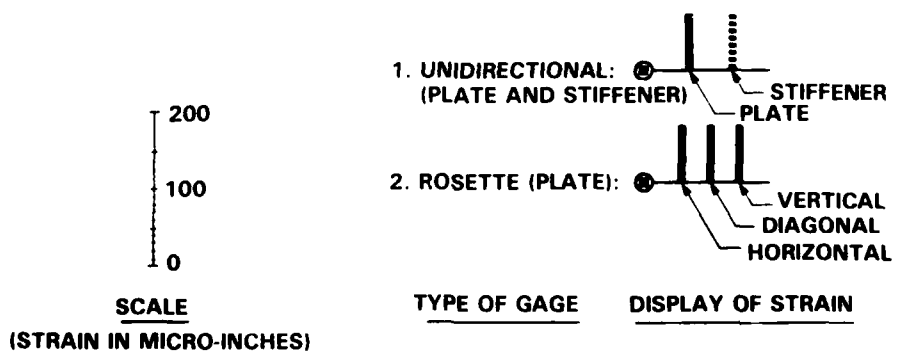 1. UNIDIRECTIONAL:
(PLATE AND STIFFENER)
STIFFENER
PLATE
200
100
0
2. ROSETTE (PLATE):
VERTICAL
DIAGONAL
HORIZONTAL
SCALE
(STRAIN IN MICRO-INCHES)
TYPE OF GAGE
DISPLAY OF STRAIN